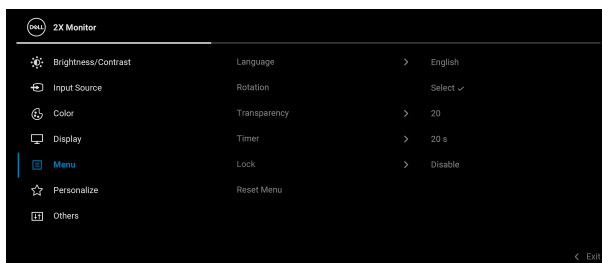 DELL 2X Monitor
Brightness/Contrast Language > English
Input Source Rotation Select ✓
Color Transparency > 20
Display Timer > 20 s
Menu Lock > Disable
Personalize Reset Menu
Others
< Exit